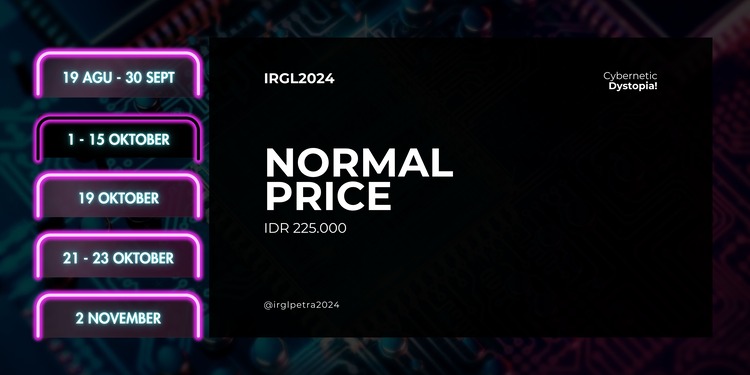 19 AGU - 30 SEPT
1 - 15 OKTOBER
19 OKTOBER
21 - 23 OKTOBER
2 NOVEMBER
IRGL2024
Cybernetic
Dystopia!
NORMAL
PRICE
IDR 225.000
@irglpetra2024